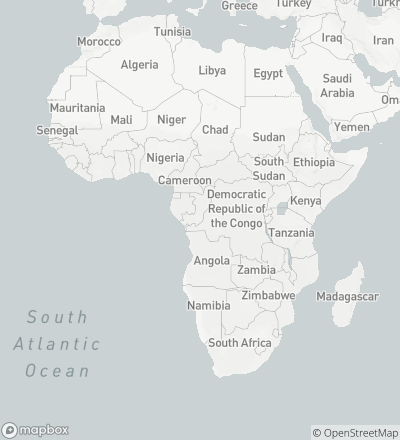 Greece
Turkey
Tunisia
Morocco
Iraq
Iran
Algeria
Libya
Egypt
Saudi
Arabia
Mauritania
Mali
Niger
Chad
Sudan
Yemen
Oma
Senegal
Nigeria
South
Sudan
Ethiopia
Cameroon
Democratic
Republic of
the Congo
Kenya
Tanzania
Angola
Zambia
Zimbabwe
Madagascar
Namibia
South Africa
South
Atlantic
Ocean
mapbox
© OpenStreetMap